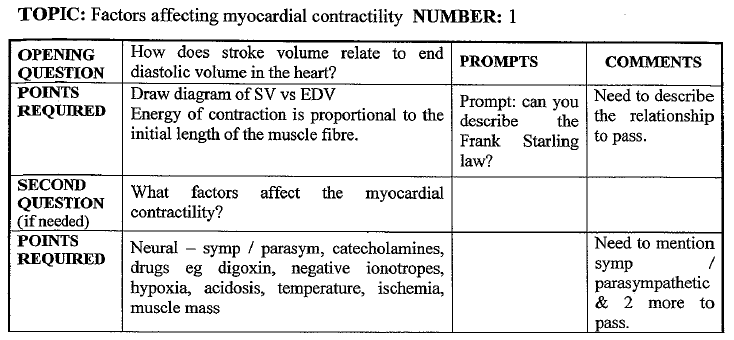 TOPIC: Factors affecting myocardial contractility NUMBER: 1
OPENING QUESTION
How does stroke volume relate to end
diastolic volume in the heart?
PROMPTS
COMMENTS
POINTS
REQUIRED
Draw diagram of SV vs EDV
Energy of contraction is proportional to the
initial length of the muscle fibre.
Prompt: can you
describe the
Frank Starling
law?
Need to describe
the relationship
to pass.
SECOND
QUESTION
(if needed)
What factors affect the myocardial
contractility?
POINTS
REQUIRED
Neural – symp / parasym, catecholamines,
drugs eg digoxin, negative ionotropes,
hypoxia, acidosis, temperature, ischemia,
muscle mass
Need to mention
symp /
parasympathetic
& 2 more to
pass.